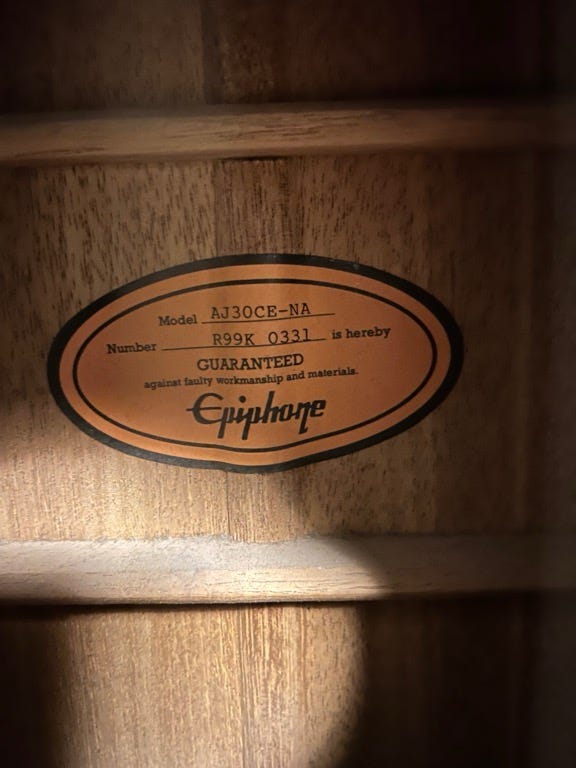 Model AJ30CE-NA
Number R99K 0331 is hereby
GUARANTEED
against faulty workmanship and materials.
Epiphone